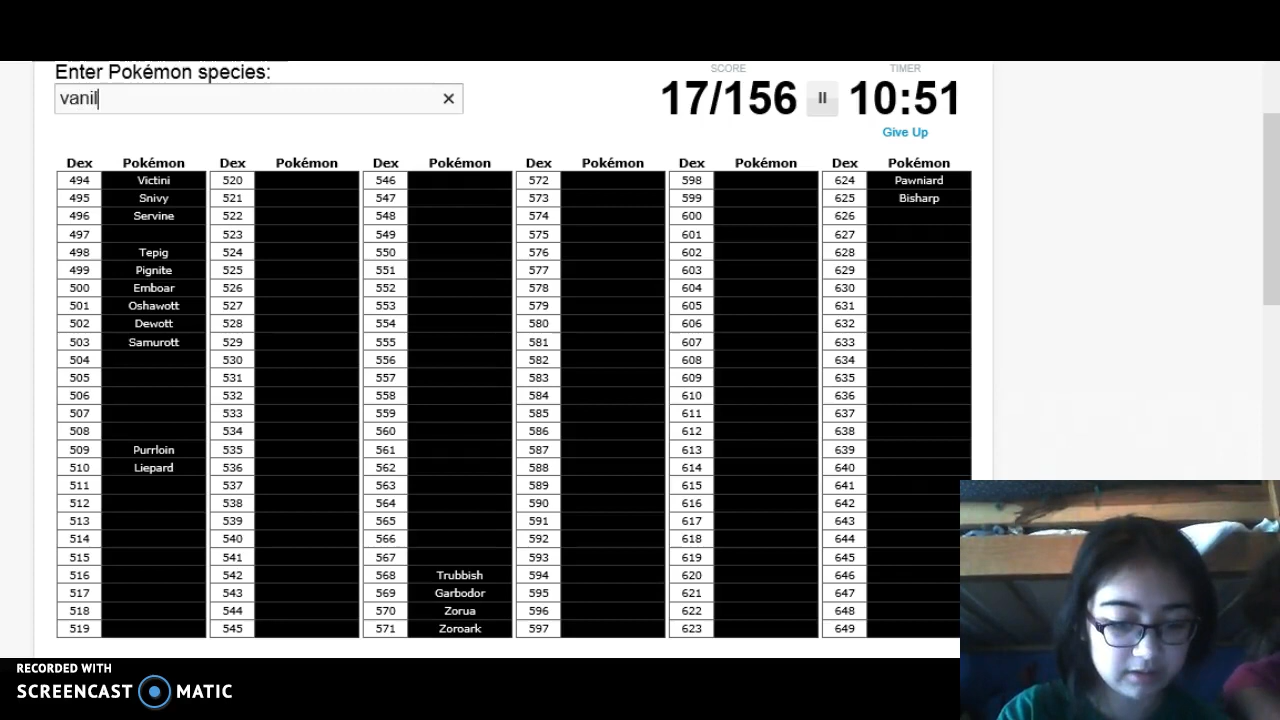 Enter Pokémon species:
SCORE
TIMER
vanil
×
17/156
10:51
Give Up
Dex Pokémon Dex Pokémon Dex Pokémon Dex Pokémon Dex Pokémon Dex Pokémon
494 Victini 520 546 572 598 624 Pawniard
495 Snivy 521 547 573 599 625 Bisharp
496 Servine 522 548 574 600 626
497 523 549 575 601 627
498 Tepig 524 550 576 602 628
499 Pignite 525 551 577 603 629
500 Emboar 526 552 578 604 630
501 Oshawott 527 553 579 605 631
502 Dewott 528 554 580 606 632
503 Samurott 529 555 581 607 633
504 530 556 582 608 634
505 531 557 583 609 635
506 532 558 584 610 636
507 533 559 585 611 637
508 534 560 586 612 638
509 Purrloin 535 561 587 613 639
510 Liepard 536 562 588 614 640
511 537 563 589 615 641
512 538 564 590 616 642
513 539 565 591 617 643
514 540 566 592 618 644
515 541 567 593 619 645
516 542 568 Trubbish 594 620 646
517 543 569 Garbodor 595 621 647
518 544 570 Zorua 596 622 648
519 545 571 Zoroark 597 623 649
RECORDED WITH
SCREENCAST MATIC